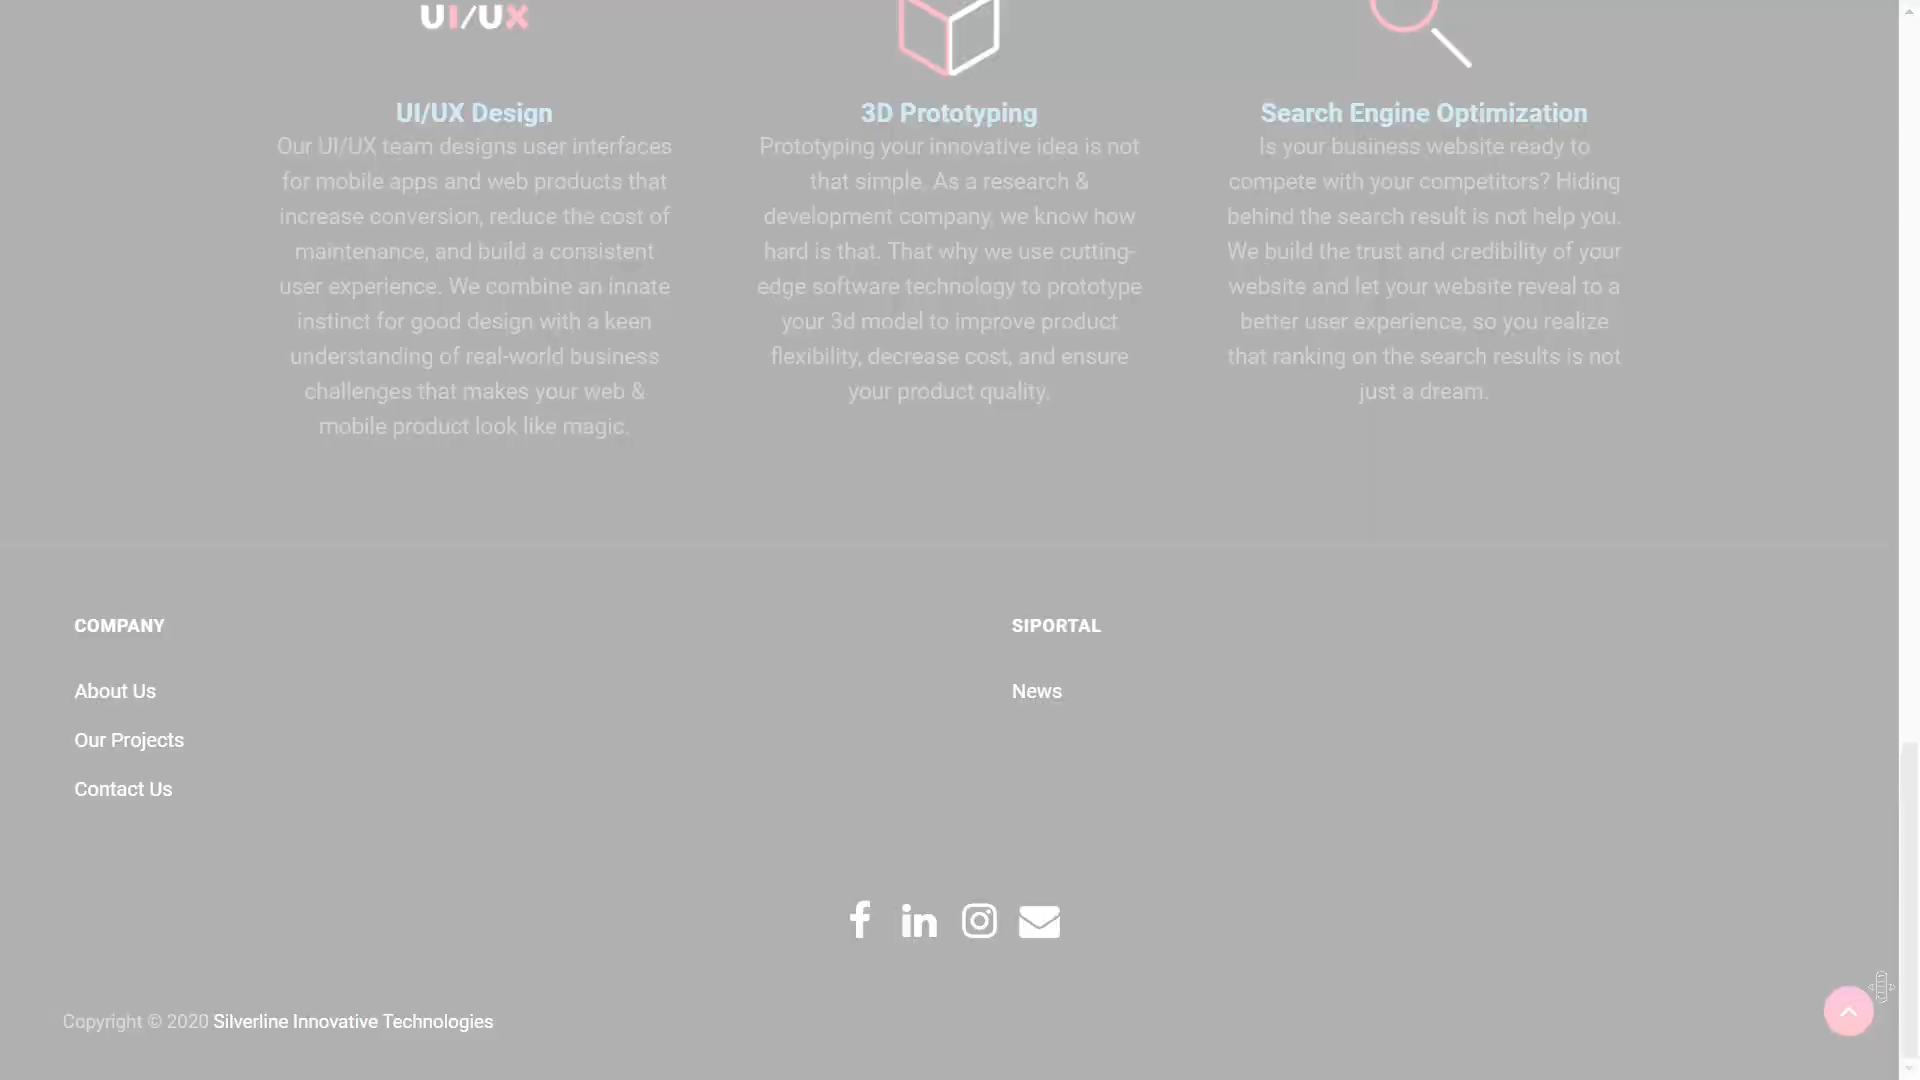 UI/UX
UI/UX Design
Our UI/UX team designs user interfaces
for mobile apps and web products that
increase conversion, reduce the cost of
maintenance, and build a consistent
user experience. We combine an innate
instinct for good design with a keen
understanding of real-world business
challenges that makes your web &
mobile product look like magic.
3D Prototyping
Prototyping your innovative idea is not
that simple. As a research &
development company, we know how
hard is that. That why we use cutting-
edge software technology to prototype
your 3d model to improve product
flexibility, decrease cost, and ensure
your product quality.
Search Engine Optimization
Is your business website ready to
compete with your competitors? Hiding
behind the search result is not help you.
We build the trust and credibility of your
website and let your website reveal to a
better user experience, so you realize
that ranking on the search results is not
just a dream.
COMPANY
About Us
Our Projects
Contact Us
SIPORTAL
News
Copyright © 2020 Silverline Innovative Technologies